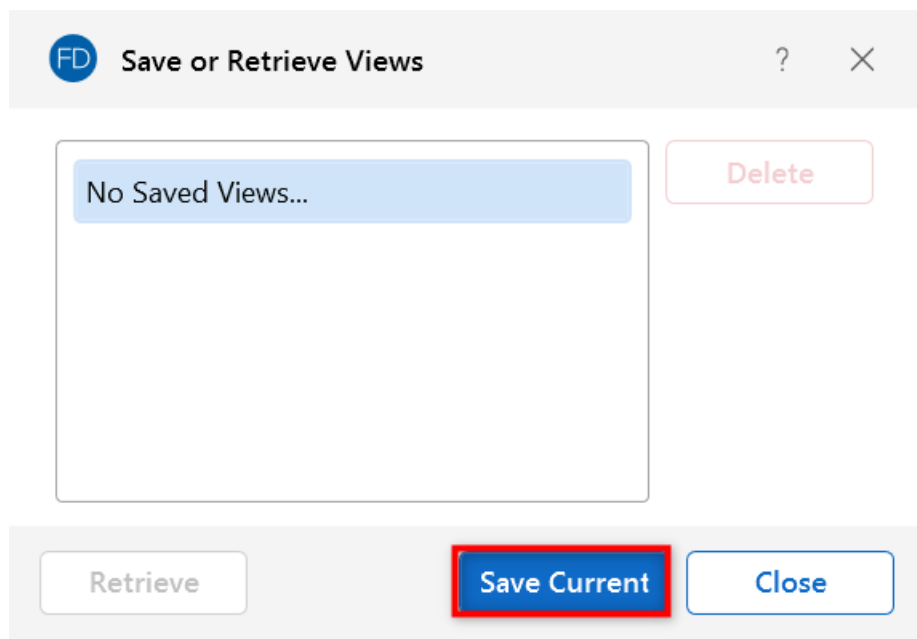 FD Save or Retrieve Views ?
No Saved Views...
Delete
Retrieve
Save Current
Close